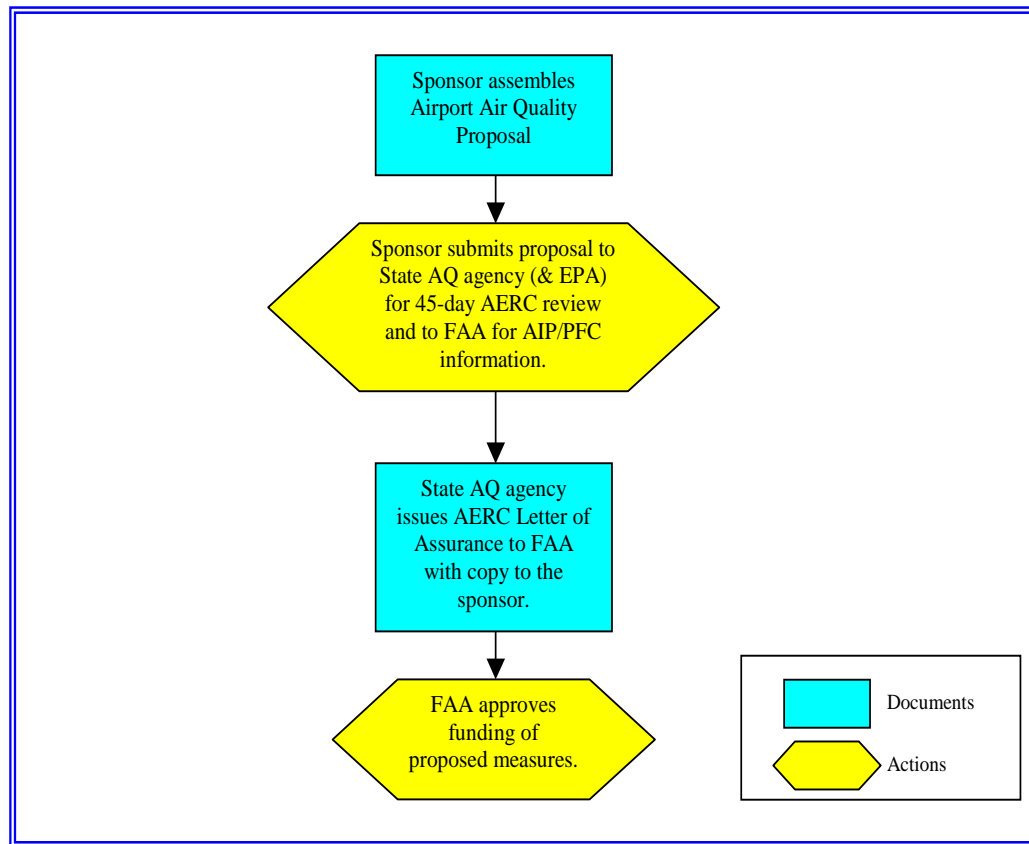 Sponsor assembles
Airport Air Quality
Proposal
Sponsor submits proposal to
State AQ agency (& EPA)
for 45-day AERC review
and to FAA for AIP/PFC
information.
State AQ agency
issues AERC Letter of
Assurance to FAA
with copy to the
sponsor.
FAA approves
funding of
proposed measures.
Documents
Actions